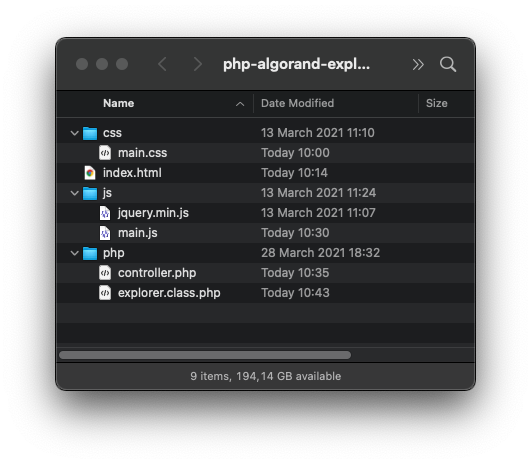 php-algorand-expl...
Name Date Modified Size
css 13 March 2021 11:10
main.css Today 10:00
index.html Today 10:14
js 13 March 2021 11:24
jquery.min.js 13 March 2021 11:07
main.js Today 10:30
php 28 March 2021 18:32
controller.php Today 10:35
explorer.class.php Today 10:43
9 items, 194,14 GB available